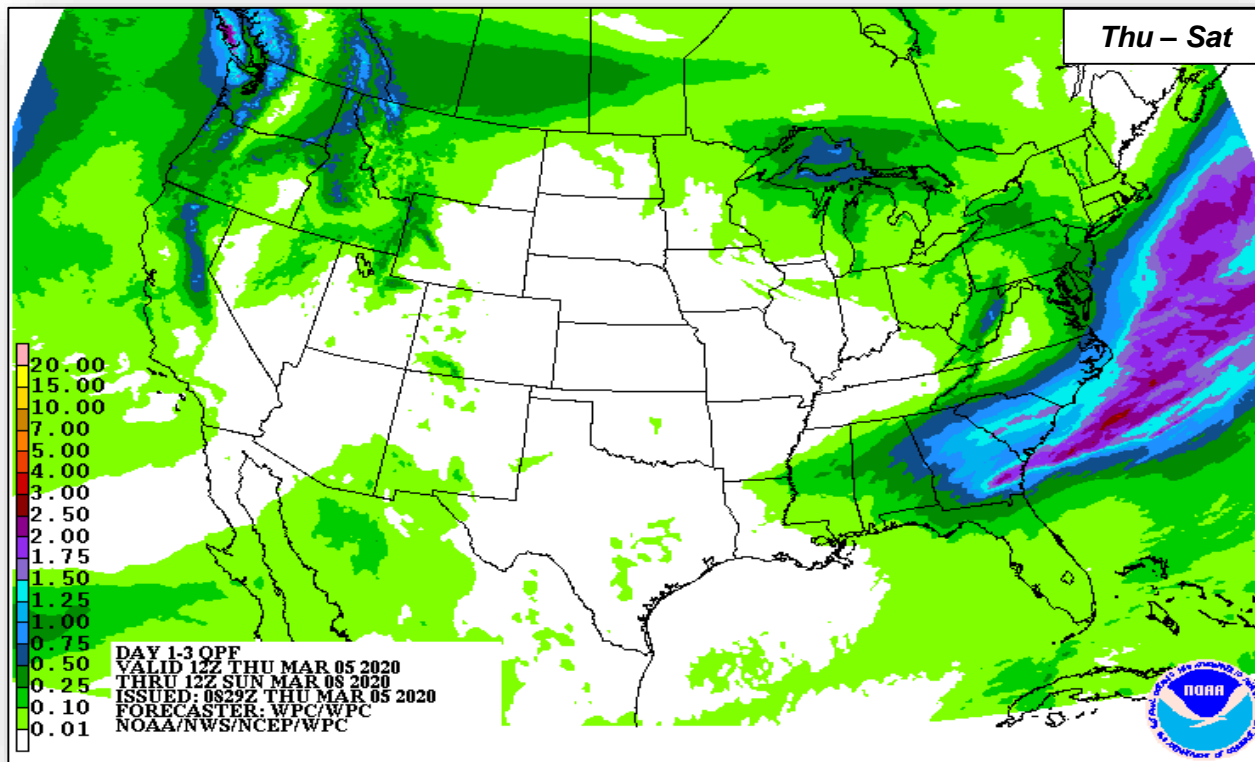 Thu – Sat
20.00
15.00
10.00
7.00
5.00
4.00
3.00
2.50
2.00
1.75
1.50
1.25
1.00
0.75
0.50
0.25
0.10
0.01
DAY 1-3 QPF
VALID 12Z THU MAR 05 2020
THRU 12Z SUN MAR 08 2020
ISSUED: 0829Z THU MAR 05 2020
FORECASTER: WPC/WPC
NOAA/NWS/NCEP/WPC
NOAA